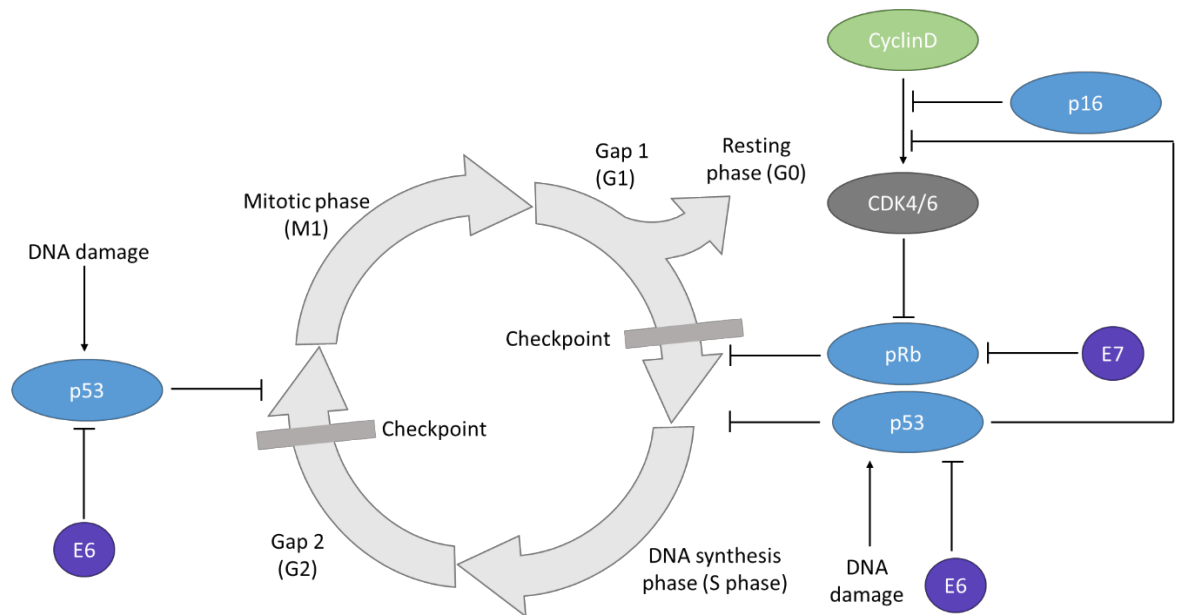 CyclinD
p16
Gap 1
(G1)
Resting
phase (G0)
Mitotic phase
(M1)
CDK4/6
DNA damage
Checkpoint
pRb
E7
p53
p53
Checkpoint
E6
Gap 2
(G2)
DNA synthesis
phase (S phase)
DNA
damage
E6